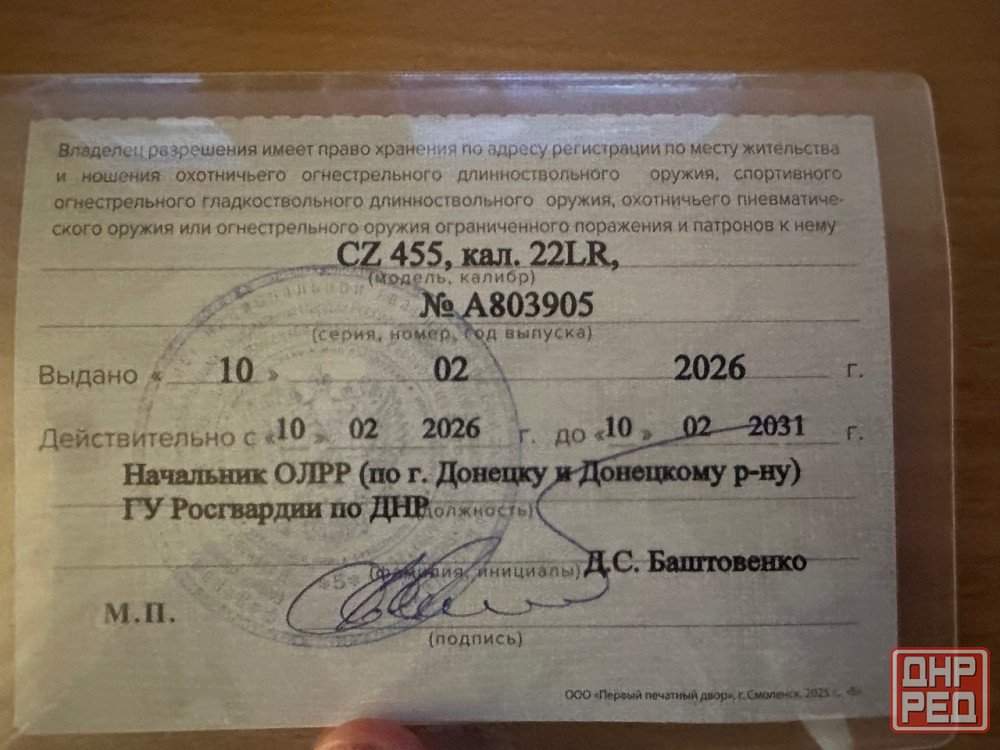 Владелец разрешения имеет право хранения по адресу регистрации по месту жительства
и ношения охотничьего огнестрельного длинноствольного оружия, спортивного
огнестрельного гладкоствольного длинноствольного оружия, охотничьего пневматиче-
ского оружия или огнестрельного оружия ограниченного поражения и патронов к нему
CZ 455, кал. 22LR,
(модель, калибр)
№ А803905
(серия, номер, год выпуска)
Выдано « 10 » 02 2026 г.
Действительно с «10 » 02 2026 г. до «10 » 02 2031 г.
Начальник ОЛРР (по г. Донецку и Донецкому р-ну)
ГУ Росгвардии по ДНР (должность)
(фамилия, инициалы) Д.С. Баштовенко
М.П.
(подпись)
ООО «Первый печатный двор», г. Смоленск, 2025 г., «Б».
ДНР
РЕД